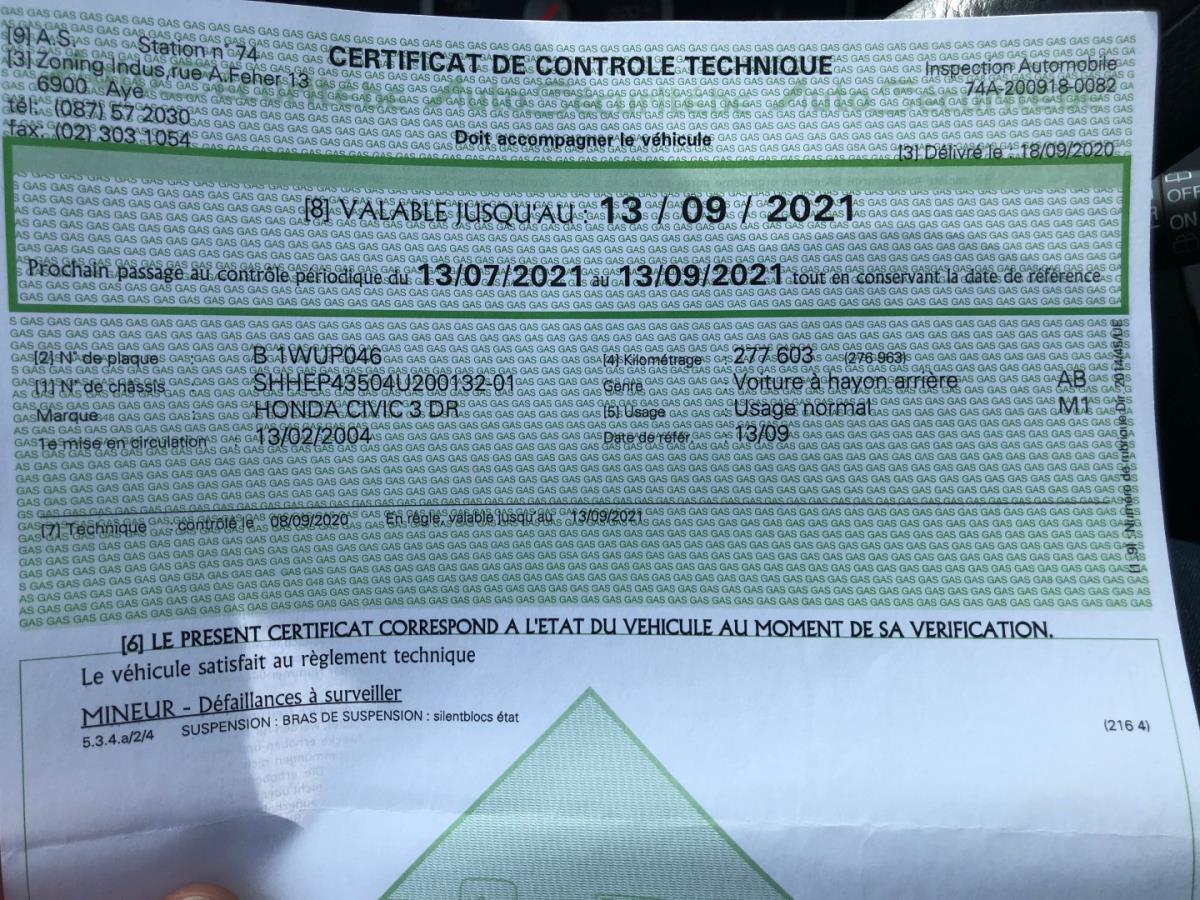 [9] A.S. Station n° 74
[3] Zoning Indus,rue A.Feher 13
6900 Aye
tél: (087) 57 2030
fax: (02) 303 1054
CERTIFICAT DE CONTROLE TECHNIQUE
Doit accompagner le véhicule
Inspection Automobile
74A-200918-0082
[3] Délivré le : 18/09/2020
[8] VALABLE JUSQU'AU : 13 / 09 / 2021
Prochain passage au contrôle périodique du 13/07/2021 au 13/09/2021 tout en conservant la date de référence
[2] N° de plaque : B 1WUP046
[1] N° de châssis : SHHEP43504U200132-01
Marque : HONDA CIVIC 3 DR
1e mise en circulation : 13/02/2004
[4] Kilométrage : 277 603 (276 963)
Genre : Voiture à hayon arrière AB
[5] Usage : Usage normal M1
Date de référ. : 13/09
[7] Technique contrôlé le 08/09/2020 En règle, valable jusqu'au 13/09/2021
[6] LE PRESENT CERTIFICAT CORRESPOND A L'ETAT DU VEHICULE AU MOMENT DE SA VERIFICATION.
Le véhicule satisfait au règlement technique
MINEUR - Défaillances à surveiller
5.3.4.a/2/4 SUSPENSION : BRAS DE SUSPENSION : silentblocs état (216 4)
OFF
ON